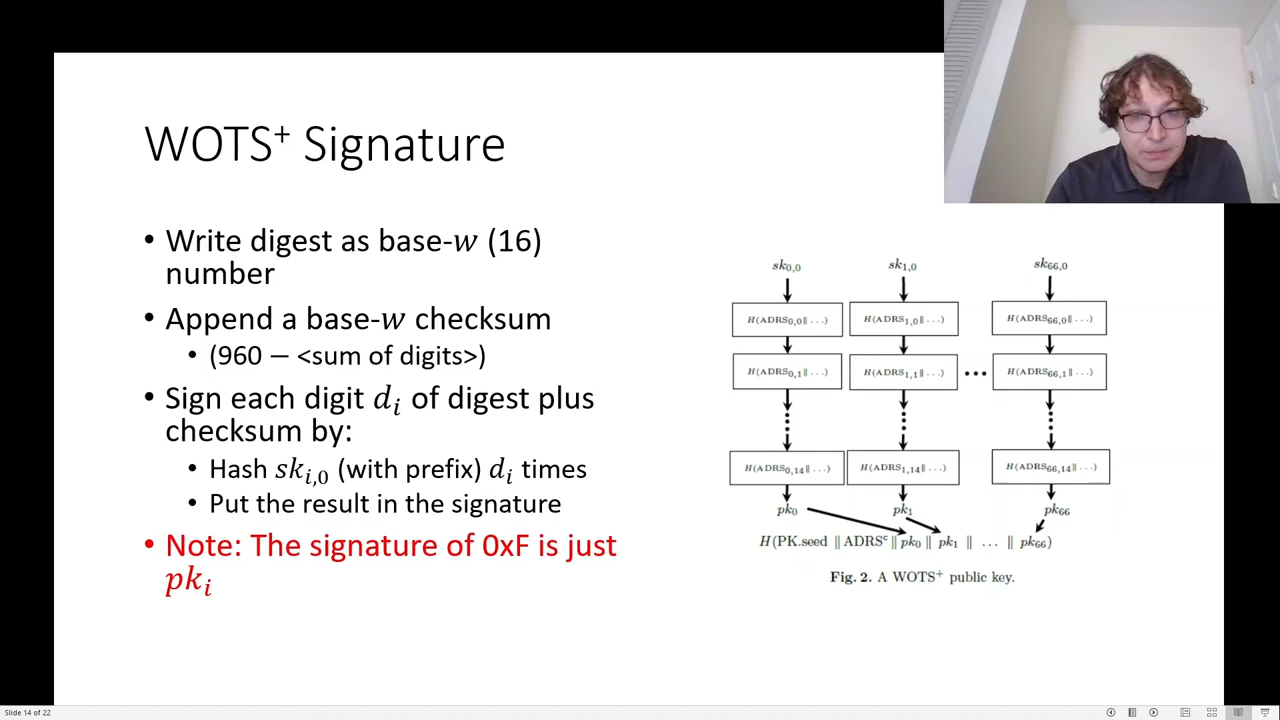 WOTS⁺ Signature
• Write digest as base-w (16)
number
• Append a base-w checksum
• (960 − <sum of digits>)
• Sign each digit dᵢ of digest plus
checksum by:
• Hash skᵢ,₀ (with prefix) dᵢ times
• Put the result in the signature
• Note: The signature of 0xF is just
pkᵢ
sk₀,₀ sk₁,₀ sk₆₆,₀
H(ADRS₀,₀‖...) H(ADRS₁,₀‖...) H(ADRS₆₆,₀‖...)
H(ADRS₀,₁‖...) H(ADRS₁,₁‖...) ••• H(ADRS₆₆,₁‖...)
H(ADRS₀,₁₄‖...) H(ADRS₁,₁₄‖...) H(ADRS₆₆,₁₄‖...)
pk₀ pk₁ pk₆₆
H(PK.seed ‖ ADRSᶜ ‖ pk₀ ‖ pk₁ ‖ ... ‖ pk₆₆)
Fig. 2. A WOTS⁺ public key.
Slide 14 of 22